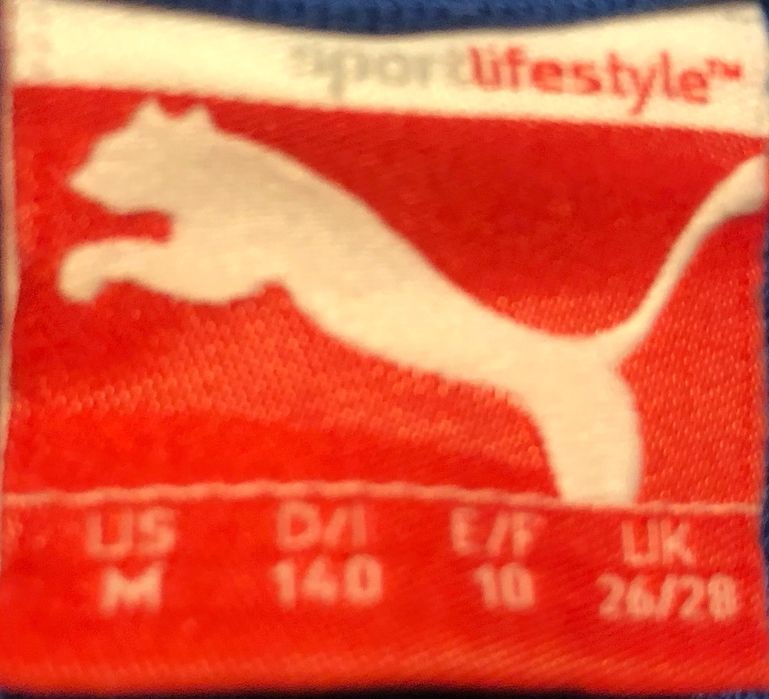 sportlifestyle™
US D/I E/F UK
M 140 10 26/28